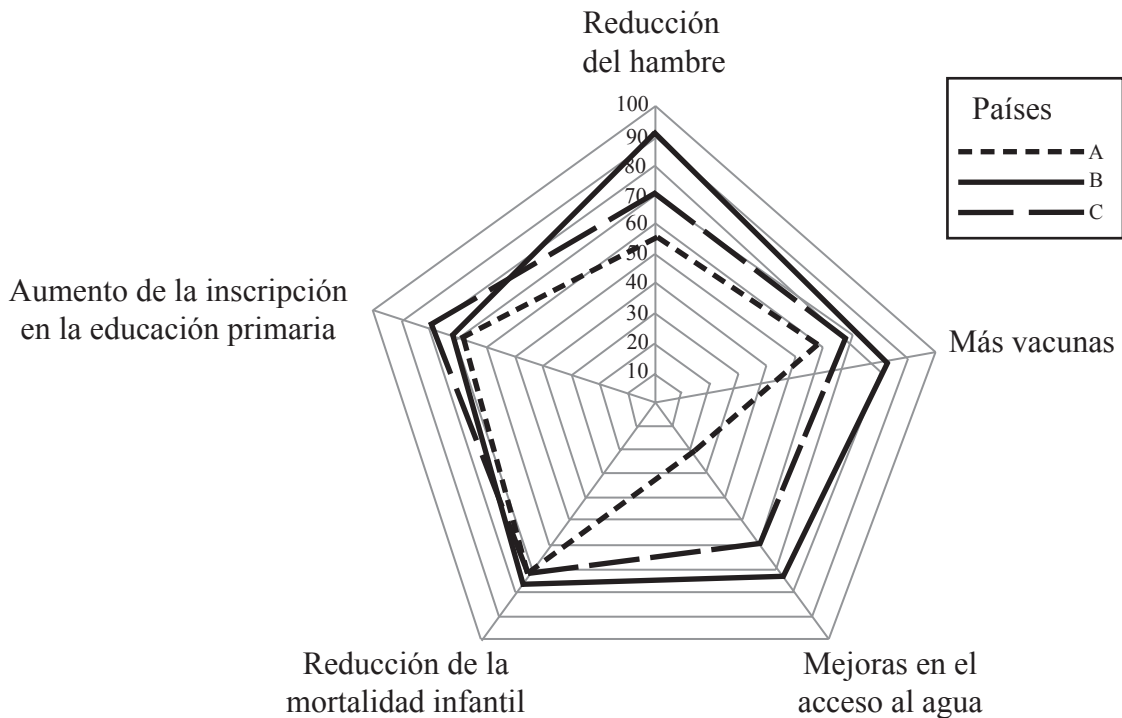 Reducción
del hambre
100
90
80
70
60
50
40
30
20
10
Países
A
B
C
Aumento de la inscripción
en la educación primaria
Más vacunas
Reducción de la
mortalidad infantil
Mejoras en el
acceso al agua